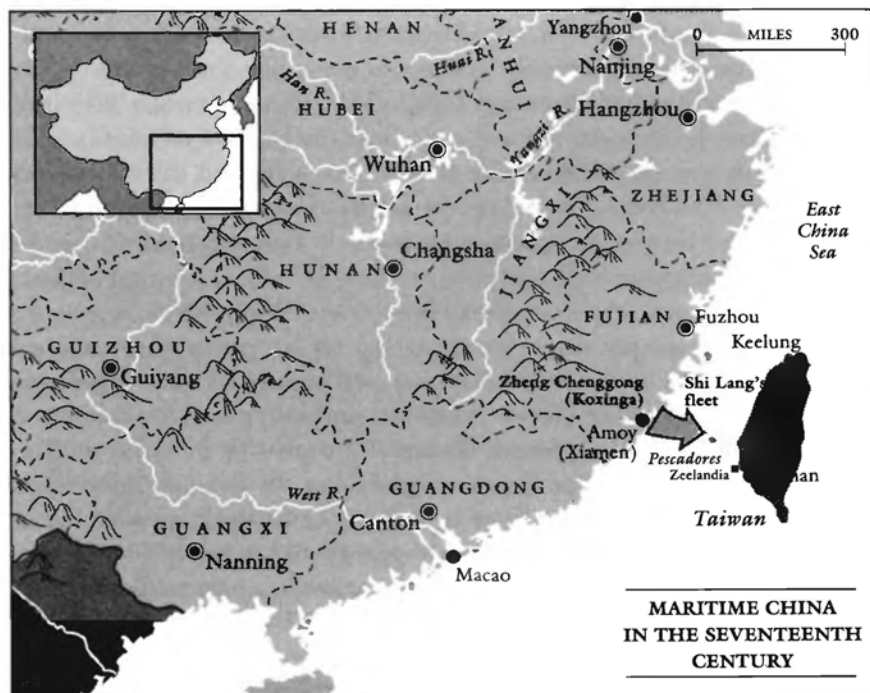 HENAN
ANHUI
Yangzhou
Nanjing
0 MILES 300
Huai R.
Han R.
HUBEI
Hangzhou
Yangzi R.
Wuhan
ZHEJIANG
East
China
Sea
JIANGXI
HUNAN
Changsha
FUJIAN
Fuzhou
Keelung
GUIZHOU
Guiyang
Zheng Chenggong
(Koxinga)
Shi Lang's
fleet
Amoy
(Xiamen)
Pescadores
Zeelandia
Taiwan
West R.
GUANGDONG
Canton
GUANGXI
Nanning
Macao
MARITIME CHINA
IN THE SEVENTEENTH
CENTURY